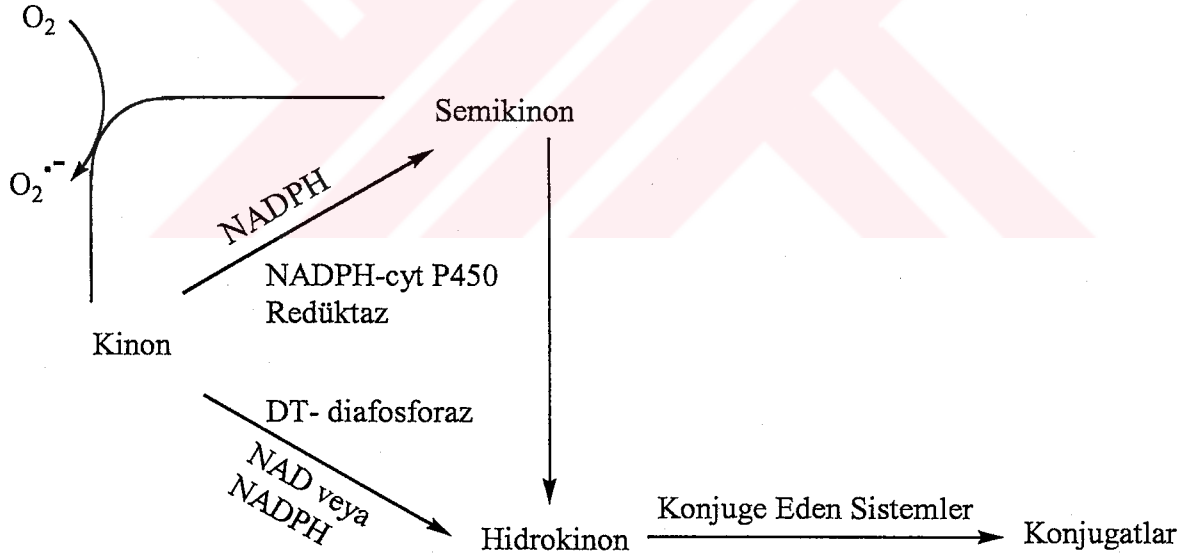 O₂
Semikinon
O₂˙⁻
NADPH
NADPH-cyt P450
Redüktaz
Kinon
DT- diafosforaz
NAD veya
NADPH
Konjuge Eden Sistemler
Hidrokinon
Konjugatlar